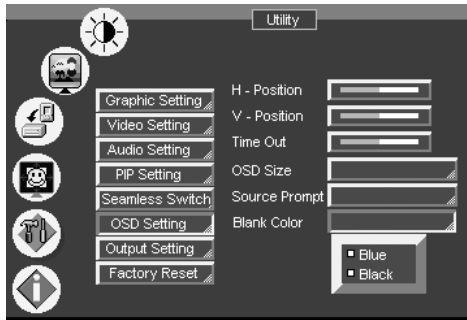 Utility
Graphic Setting
Video Setting
Audio Setting
PIP Setting
Seamless Switch
OSD Setting
Output Setting
Factory Reset
H - Position
V - Position
Time Out
OSD Size
Source Prompt
Blank Color
Blue
Black